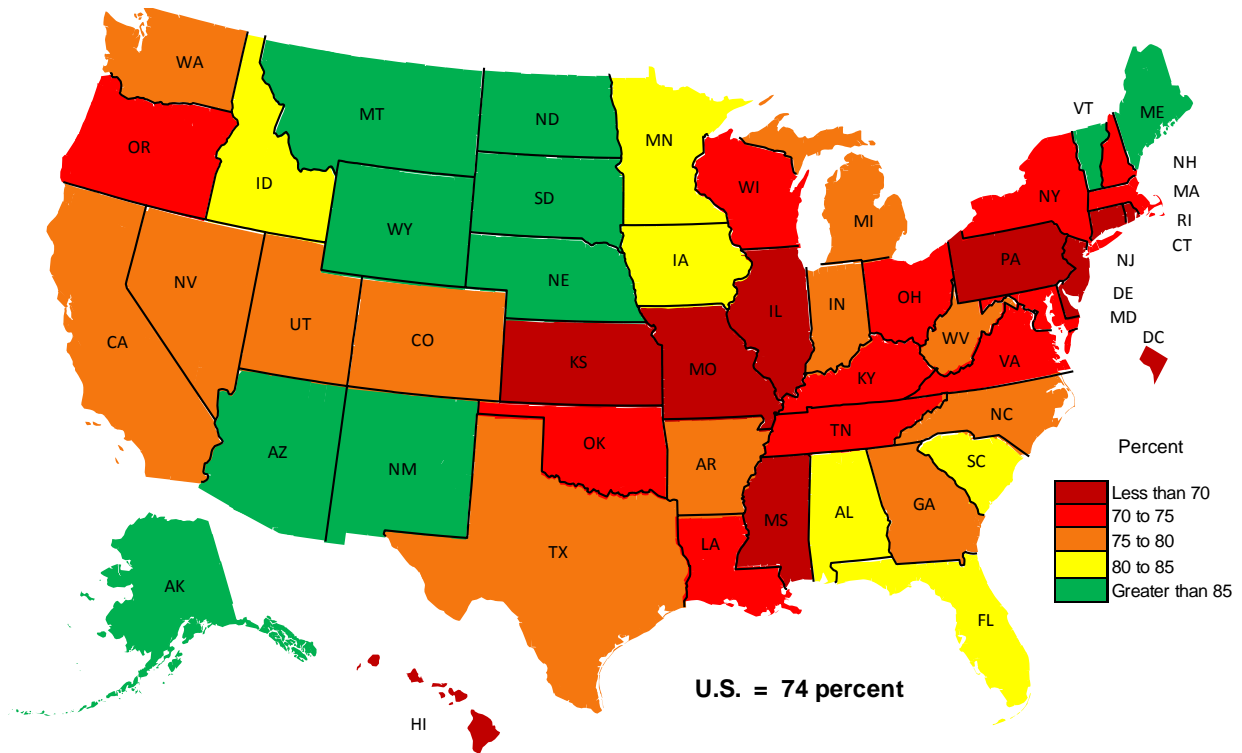 WA
MT
ND
MN
VT
ME
OR
ID
WY
SD
WI
MI
NY
NH
MA
RI
CT
NV
UT
CO
NE
IA
IL
IN
OH
PA
NJ
DE
MD
DC
CA
KS
MO
KY
WV
VA
AZ
NM
OK
AR
TN
NC
SC
TX
LA
MS
AL
GA
FL
AK
HI
Percent
Less than 70
70 to 75
75 to 80
80 to 85
Greater than 85
U.S. = 74 percent